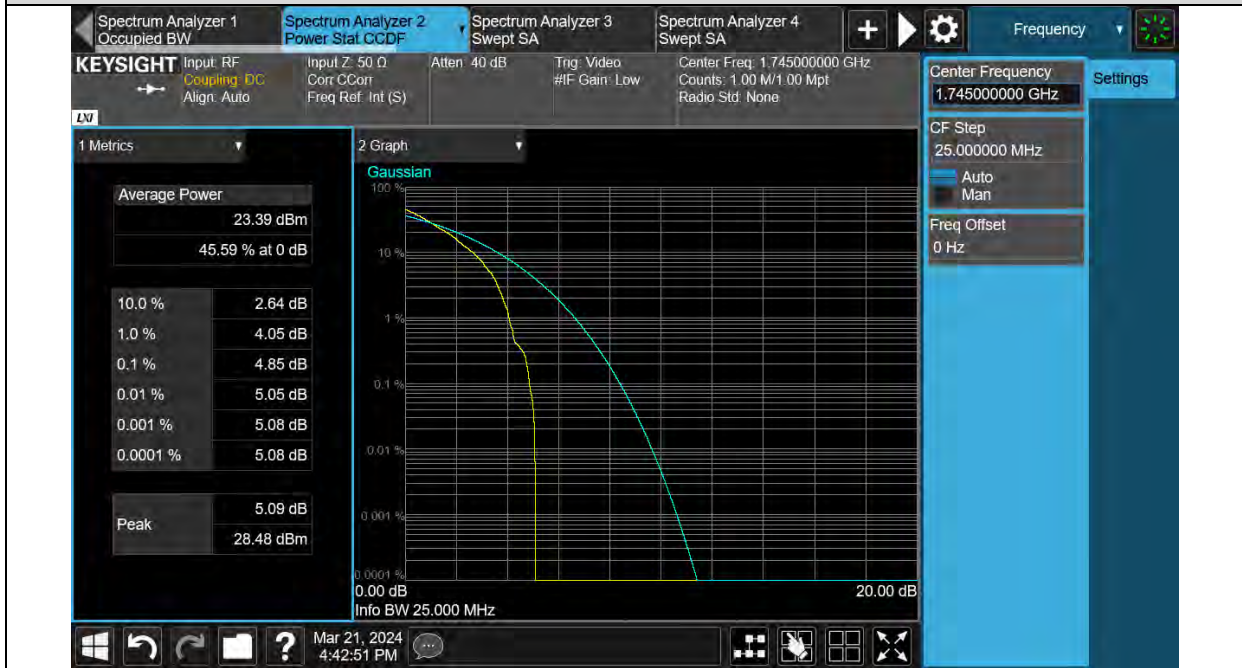 Spectrum Analyzer 1
Occupied BW
Spectrum Analyzer 2
Power Stat CCDF
Spectrum Analyzer 3
Swept SA
Spectrum Analyzer 4
Swept SA
Frequency
KEYSIGHT
Input: RF
Coupling: DC
Align: Auto
Input Z: 50 Ω
Corr CCorr
Freq Ref: Int (S)
Atten: 40 dB
Trig: Video
#IF Gain: Low
Center Freq: 1.745000000 GHz
Counts: 1.00 M/1.00 Mpt
Radio Std: None
LXI
Center Frequency
1.745000000 GHz
Settings
CF Step
25.000000 MHz
Auto
Man
Freq Offset
0 Hz
1 Metrics
Average Power
23.39 dBm
45.59 % at 0 dB
10.0 % 2.64 dB
1.0 % 4.05 dB
0.1 % 4.85 dB
0.01 % 5.05 dB
0.001 % 5.08 dB
0.0001 % 5.08 dB
Peak
5.09 dB
28.48 dBm
2 Graph
Gaussian
100 %
10 %
1 %
0.1 %
0.01 %
0.001 %
0.0001 %
0.00 dB
20.00 dB
Info BW 25.000 MHz
?
Mar 21, 2024
4:42:51 PM